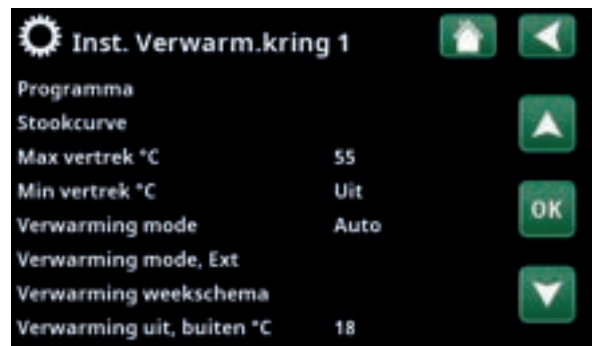 Inst. Verwarm.kring 1
Programma
Stookcurve
Max vertrek °C 55
Min vertrek °C Uit
OK
Verwarming mode Auto
Verwarming mode, Ext
Verwarming weekschema
Verwarming uit, buiten °C 18